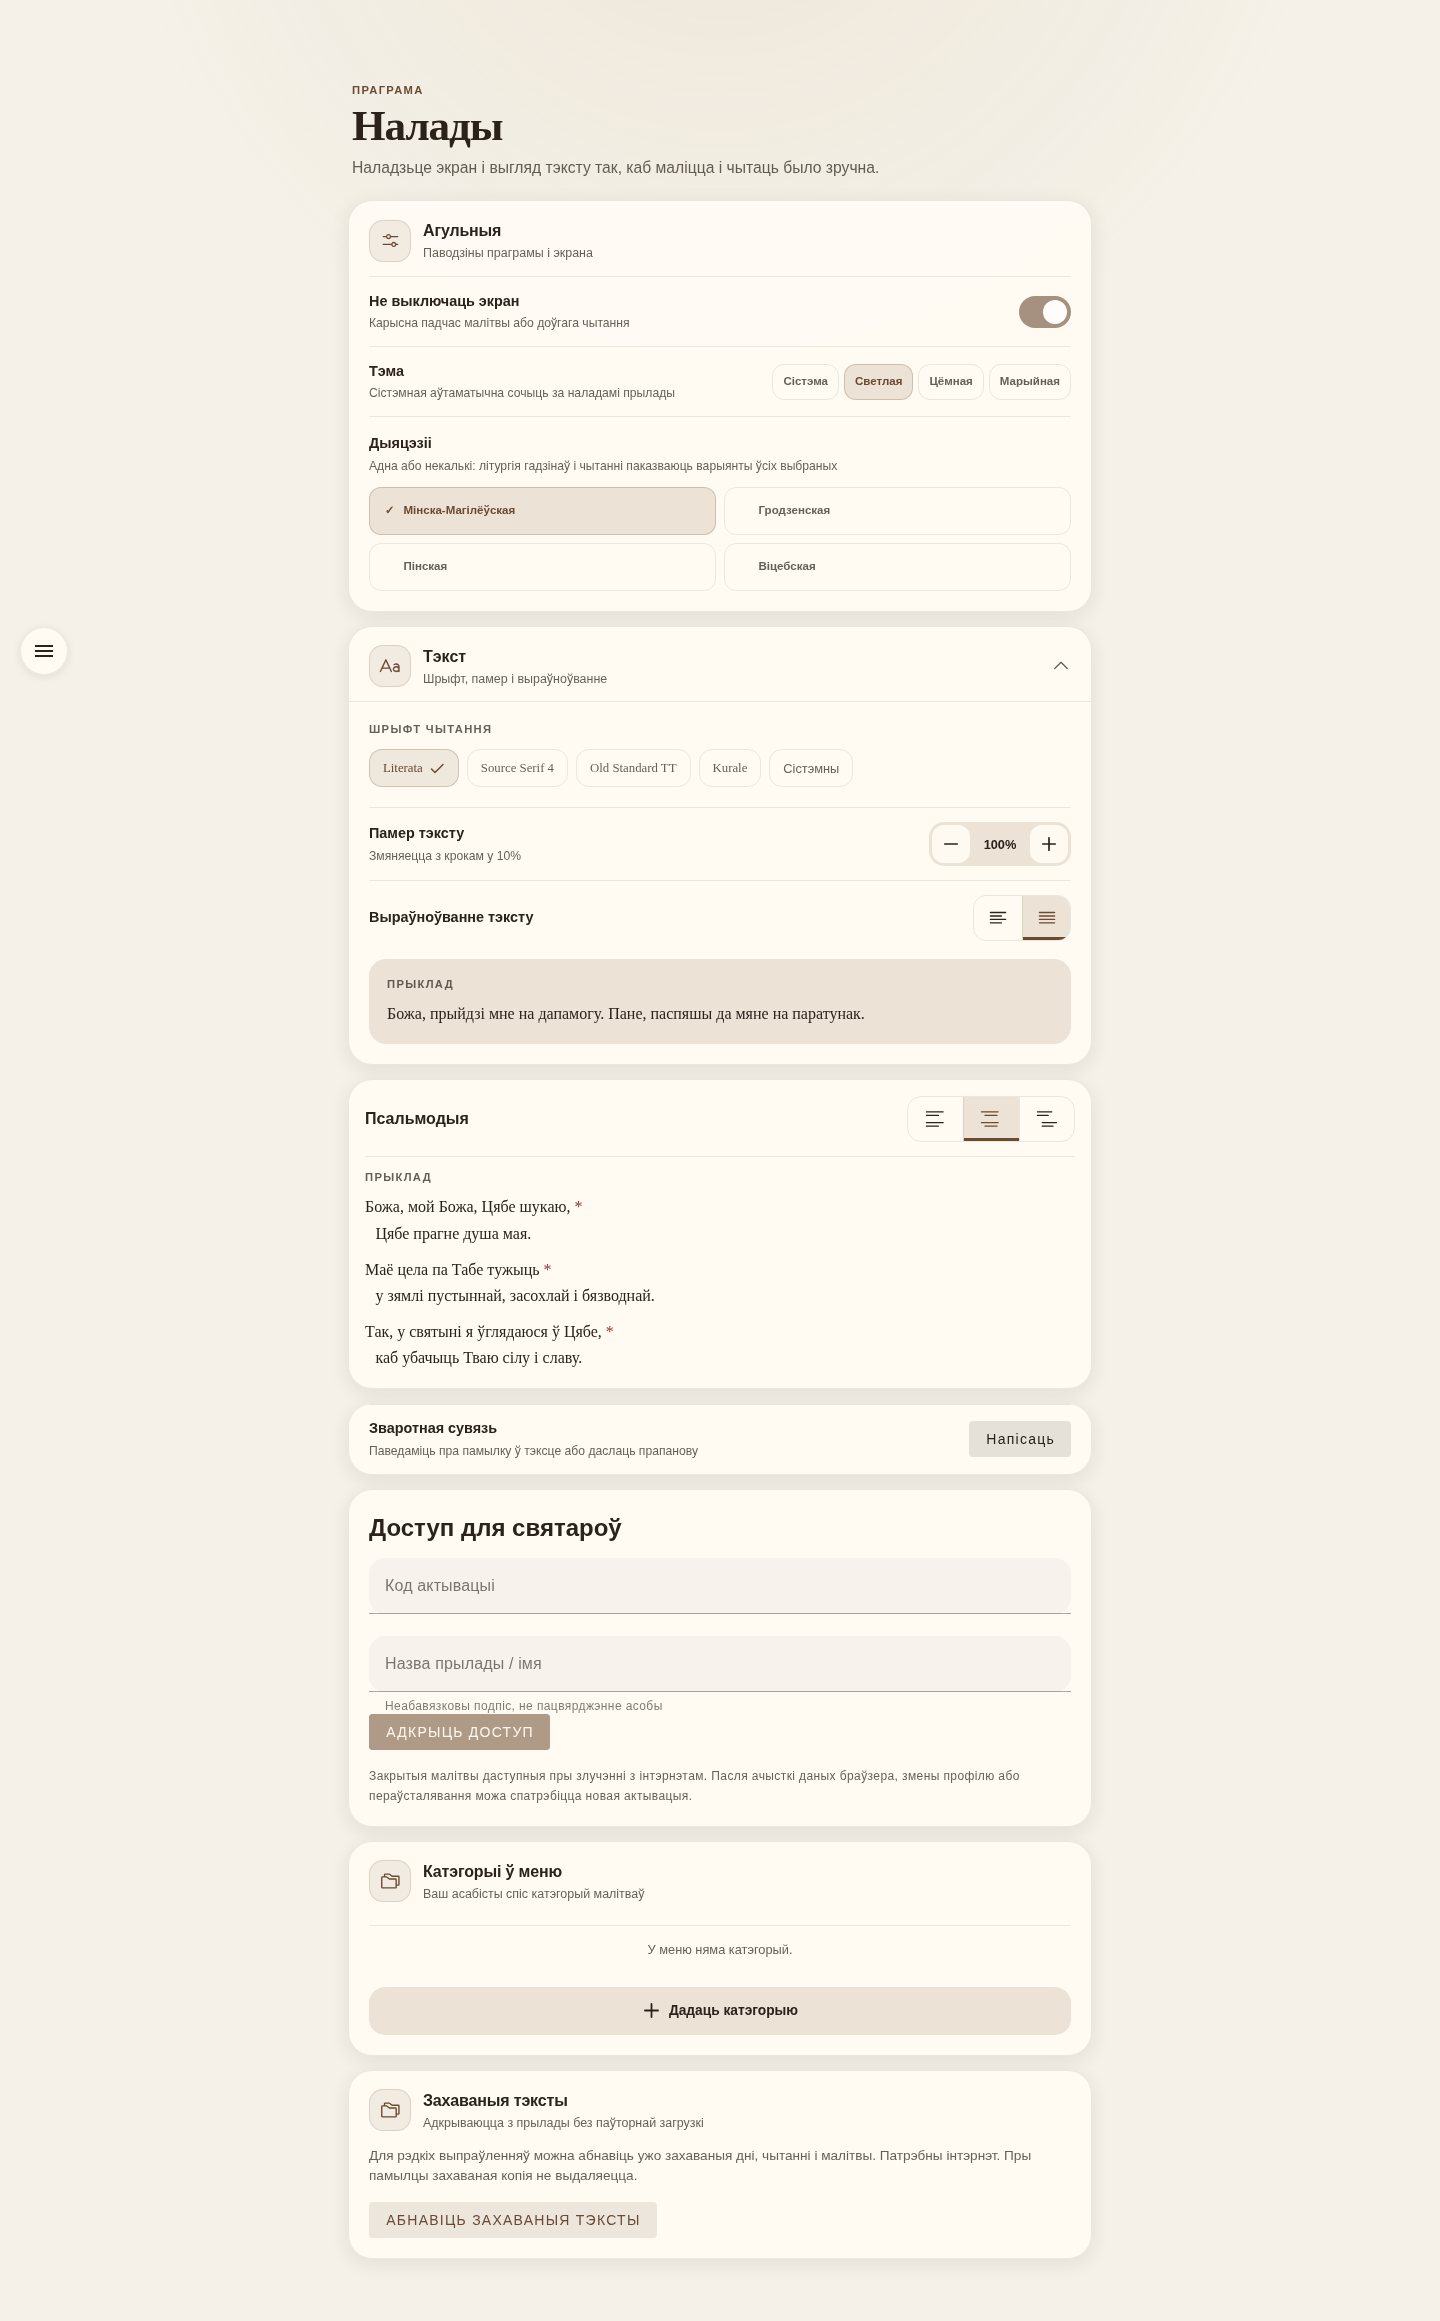 ПРАГРАМА
Налады
Наладзьце экран і выгляд тэксту так, каб маліцца і чытаць было зручна.
Агульныя
Паводзіны праграмы і экрана
Не выключаць экран
Карысна падчас малітвы або доўгага чытання
Тэма
Сістэмная аўтаматычна сочыць за наладамі прылады
Сістэма Светлая Цёмная Марыйная
Дыяцэзіі
Адна або некалькі: літургія гадзінаў і чытанні паказваюць варыянты ўсіх выбраных
✓ Мінска-Магілёўская Гродзенская
Пінская Віцебская
Тэкст
Шрыфт, памер і выраўноўванне
ШРЫФТ ЧЫТАННЯ
Literata Source Serif 4 Old Standard TT Kurale Сістэмны
Памер тэксту
Змяняецца з крокам у 10%
100%
Выраўноўванне тэксту
ПРЫКЛАД
Божа, прыйдзі мне на дапамогу. Пане, паспяшы да мяне на паратунак.
Псальмодыя
ПРЫКЛАД
Божа, мой Божа, Цябе шукаю, *
Цябе прагне душа мая.
Маё цела па Табе тужыць *
у зямлі пустыннай, засохлай і бязводнай.
Так, у святыні я ўглядаюся ў Цябе, *
каб убачыць Тваю сілу і славу.
Зваротная сувязь
Паведаміць пра памылку ў тэксце або даслаць прапанову
Напісаць
Доступ для святароў
Код актывацыі
Назва прылады / імя
Неабавязковы подпіс, не пацвярджэнне асобы
АДКРЫЦЬ ДОСТУП
Закрытыя малітвы даступныя пры злучэнні з інтэрнэтам. Пасля ачысткі даных браўзера, змены профілю або
пераўсталявання можа спатрэбіцца новая актывацыя.
Катэгорыі ў меню
Ваш асабісты спіс катэгорый малітваў
У меню няма катэгорый.
Дадаць катэгорыю
Захаваныя тэксты
Адкрываюцца з прылады без паўторнай загрузкі
Для рэдкіх выпраўленняў можна абнавіць ужо захаваныя дні, чытанні і малітвы. Патрэбны інтэрнэт. Пры
памылцы захаваная копія не выдаляецца.
АБНАВІЦЬ ЗАХАВАНЫЯ ТЭКСТЫ